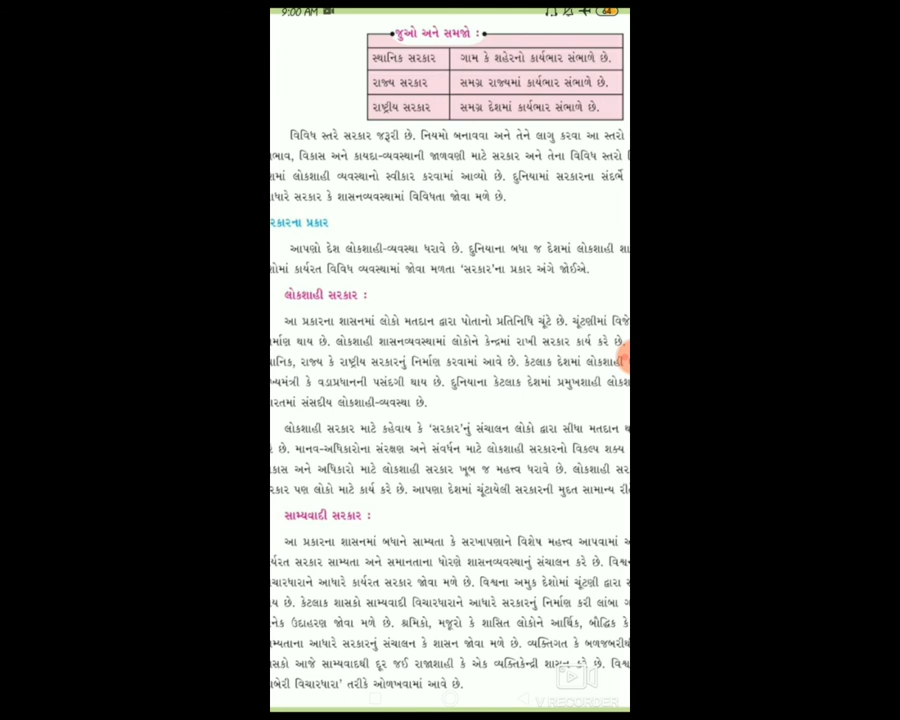 9:00 AM
64
જુઓ અને સમજો :
સ્થાનિક સરકાર ગામ કે શહેરનો કાર્યભાર સંભાળે છે.
રાજ્ય સરકાર સમગ્ર રાજ્યમાં કાર્યભાર સંભાળે છે.
રાષ્ટ્રીય સરકાર સમગ્ર દેશમાં કાર્યભાર સંભાળે છે.
વિવિધ સ્તરે સરકાર જરૂરી છે. નિયમો બનાવવા અને તેને લાગુ કરવા આ સ્તરો
ભાવ, વિકાસ અને કાયદા-વ્યવસ્થાની જાળવણી માટે સરકાર અને તેના વિવિધ સ્તરો
શમાં લોકશાહી વ્યવસ્થાનો સ્વીકાર કરવામાં આવ્યો છે. દુનિયામાં સરકારના સંદર્ભે
ાધારે સરકાર કે શાસનવ્યવસ્થામાં વિવિધતા જોવા મળે છે.
રકારના પ્રકાર
આપણો દેશ લોકશાહી-વ્યવસ્થા ધરાવે છે. દુનિયાના બધા જ દેશમાં લોકશાહી શા
શોમાં કાર્યરત વિવિધ વ્યવસ્થામાં જોવા મળતા ‘સરકાર’ના પ્રકાર અંગે જોઈએ.
લોકશાહી સરકાર :
આ પ્રકારના શાસનમાં લોકો મતદાન દ્વારા પોતાનો પ્રતિનિધિ ચૂંટે છે. ચૂંટણીમાં વિજે
ર્માણ થાય છે. લોકશાહી શાસનવ્યવસ્થામાં લોકોને કેન્દ્રમાં રાખી સરકાર કાર્ય કરે છે.
ાનિક, રાજ્ય કે રાષ્ટ્રીય સરકારનું નિર્માણ કરવામાં આવે છે. કેટલાક દેશમાં લોકશાહી
ખ્યમંત્રી કે વડાપ્રધાનની પસંદગી થાય છે. દુનિયાના કેટલાક દેશમાં પ્રમુખશાહી લોકશ
ારતમાં સંસદીય લોકશાહી-વ્યવસ્થા છે.
લોકશાહી સરકાર માટે કહેવાય કે ‘સરકાર’નું સંચાલન લોકો દ્વારા સીધા મતદાન થ
રે છે. માનવ-અધિકારોના સંરક્ષણ અને સંવર્ધન માટે લોકશાહી સરકારનો વિકલ્પ શક્ય
કાસ અને અધિકારો માટે લોકશાહી સરકાર ખૂબ જ મહત્ત્વ ધરાવે છે. લોકશાહી સર
રકાર પણ લોકો માટે કાર્ય કરે છે. આપણા દેશમાં ચૂંટાયેલી સરકારની મુદત સામાન્ય રી
સામ્યવાદી સરકાર :
આ પ્રકારના શાસનમાં બધાને સામ્યતા કે સરખાપણાને વિશેષ મહત્ત્વ આપવામાં અ
ર્યરત સરકાર સામ્યતા અને સમાનતાના ધોરણે શાસનવ્યવસ્થાનું સંચાલન કરે છે. વિશ્વ
ચારધારાને આધારે કાર્યરત સરકાર જોવા મળે છે. વિશ્વના અમુક દેશોમાં ચૂંટણી દ્વારા સ
ય છે. કેટલાક શાસકો સામ્યવાદી વિચારધારાને આધારે સરકારનું નિર્માણ કરી લાંબા
નેક ઉદાહરણ જોવા મળે છે. શ્રમિકો, મજૂરો કે શાસિત લોકોને આર્થિક, બૌદ્ધિક કે
મ્યતાના આધારે સરકારનું સંચાલન કે શાસન જોવા મળે છે. વ્યક્તિગત કે બળજબરીથ
ાસકો આજે સામ્યવાદથી દૂર જઈ રાજાશાહી કે એક વ્યક્તિકેન્દ્રી શાસન કરે છે. વિશ્વ
બેરી વિચારધારા’ તરીકે ઓળખવામાં આવે છે.
V RECORDER